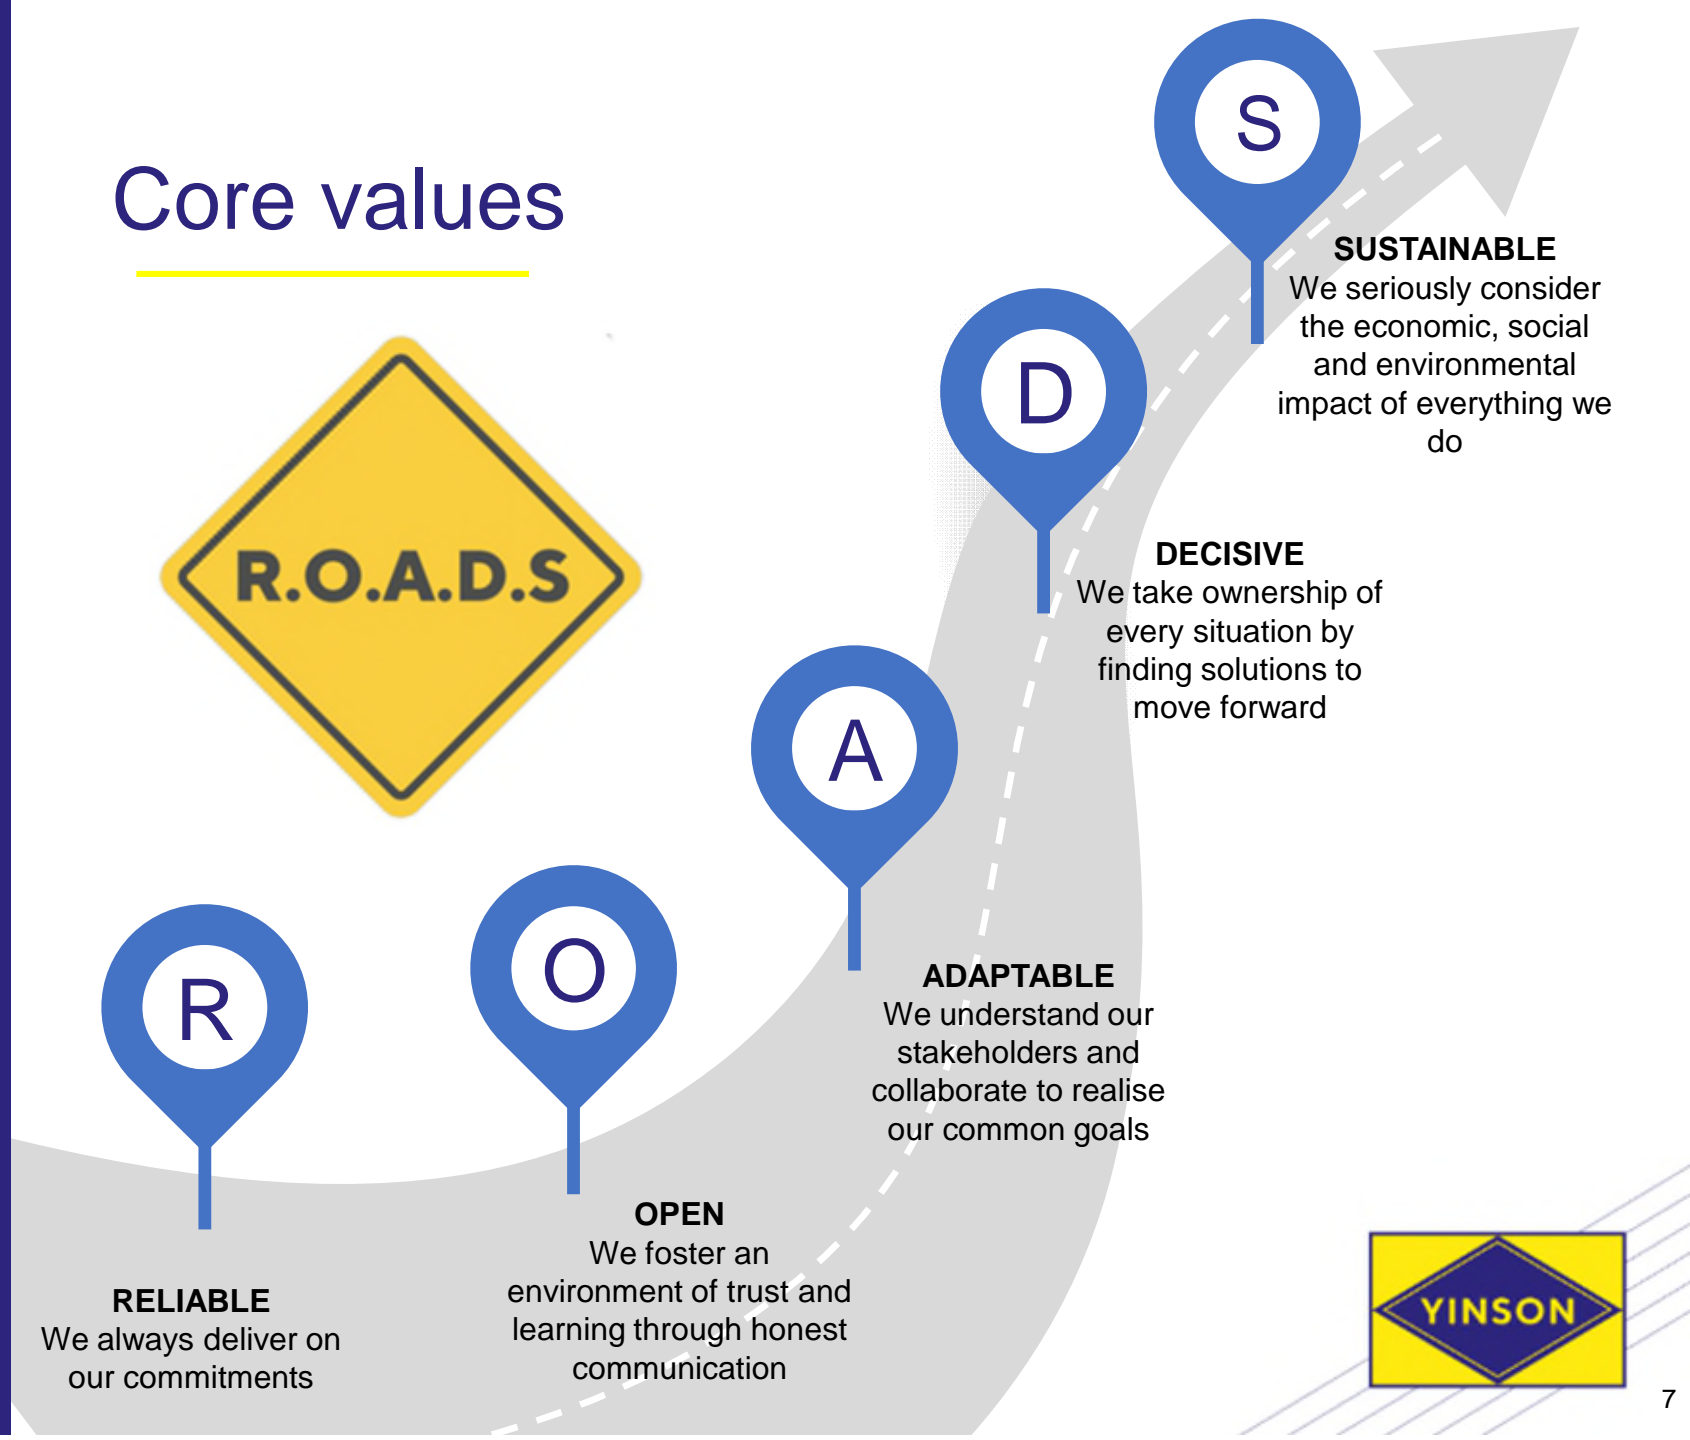 Core values
R.O.A.D.S
R
RELIABLE
We always deliver on
our commitments
O
OPEN
We foster an
environment of trust and
learning through honest
communication
A
ADAPTABLE
We understand our
stakeholders and
collaborate to realise
our common goals
D
DECISIVE
We take ownership of
every situation by
finding solutions to
move forward
S
SUSTAINABLE
We seriously consider
the economic, social
and environmental
impact of everything we
do
YINSON
7